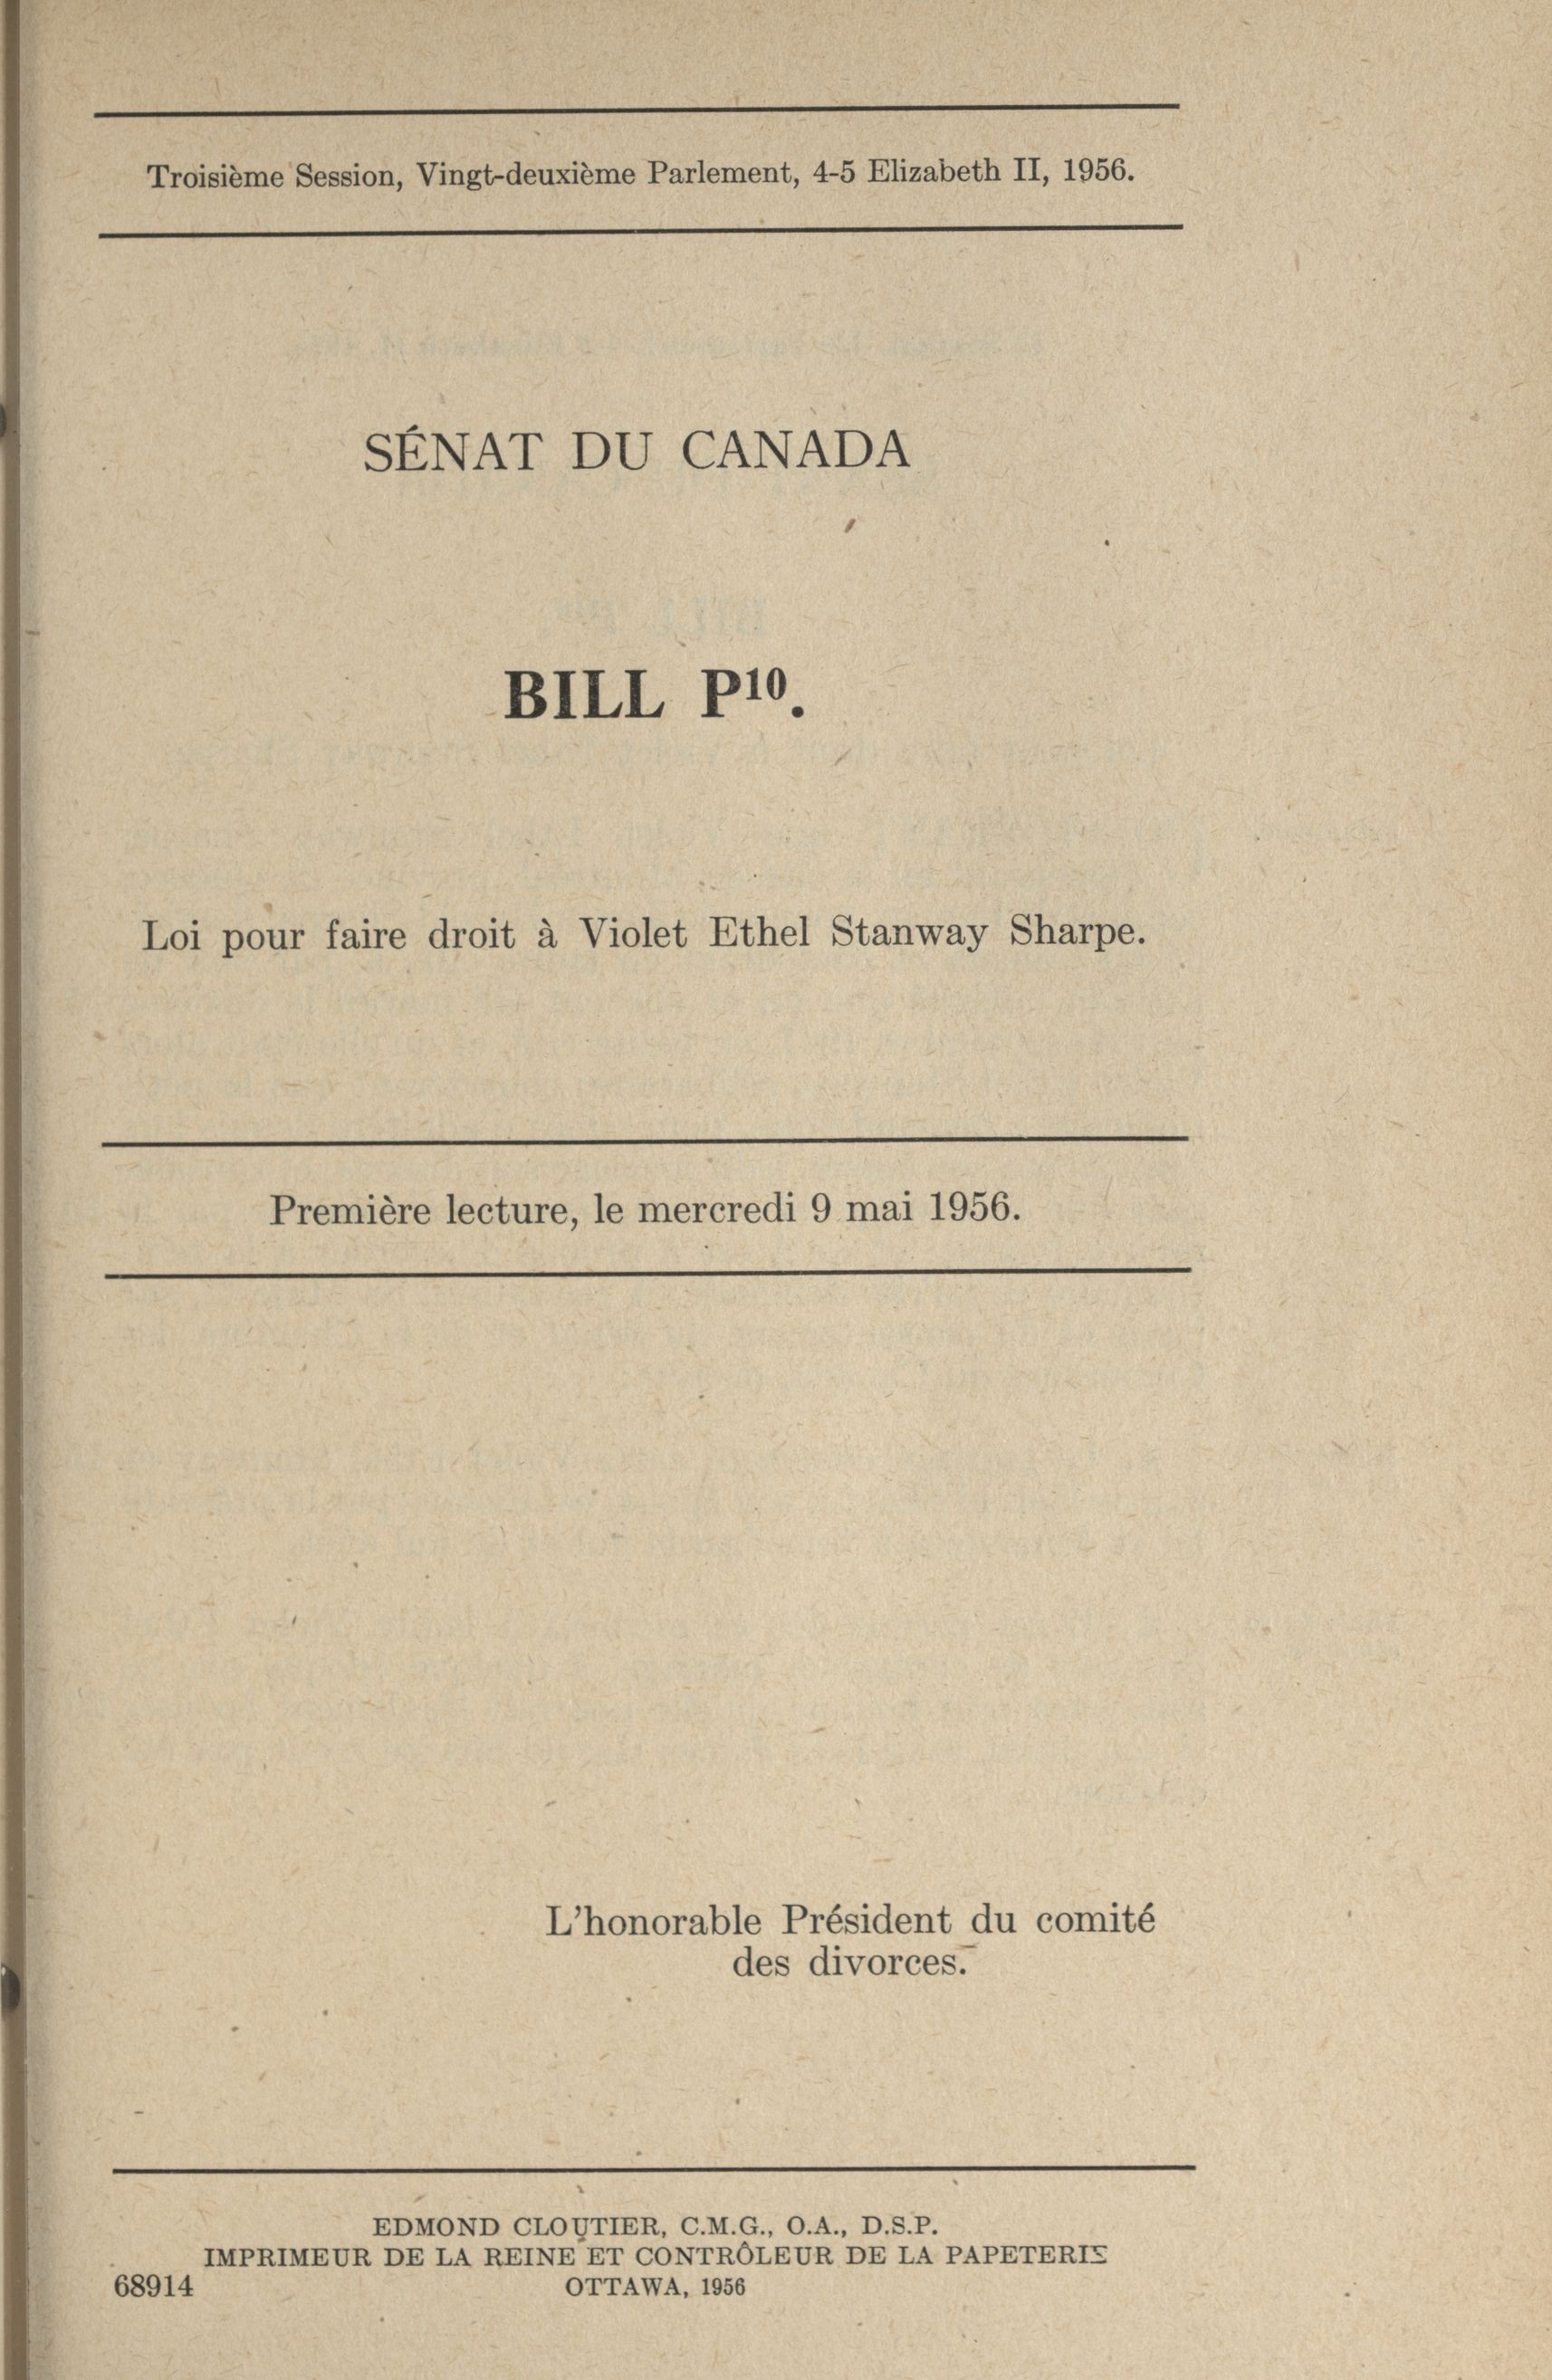 Troisième Session, Vingt-deuxième Parlement, 4-5 Elizabeth II, 1956.
SÉNAT DU CANADA
BILL P¹⁰.
Loi pour faire droit à Violet Ethel Stanway Sharpe.
Première lecture, le mercredi 9 mai 1956.
L'honorable Président du comité
des divorces.
EDMOND CLOUTIER, C.M.G., O.A., D.S.P.
IMPRIMEUR DE LA REINE ET CONTRÔLEUR DE LA PAPETERIE
68914 OTTAWA, 1956